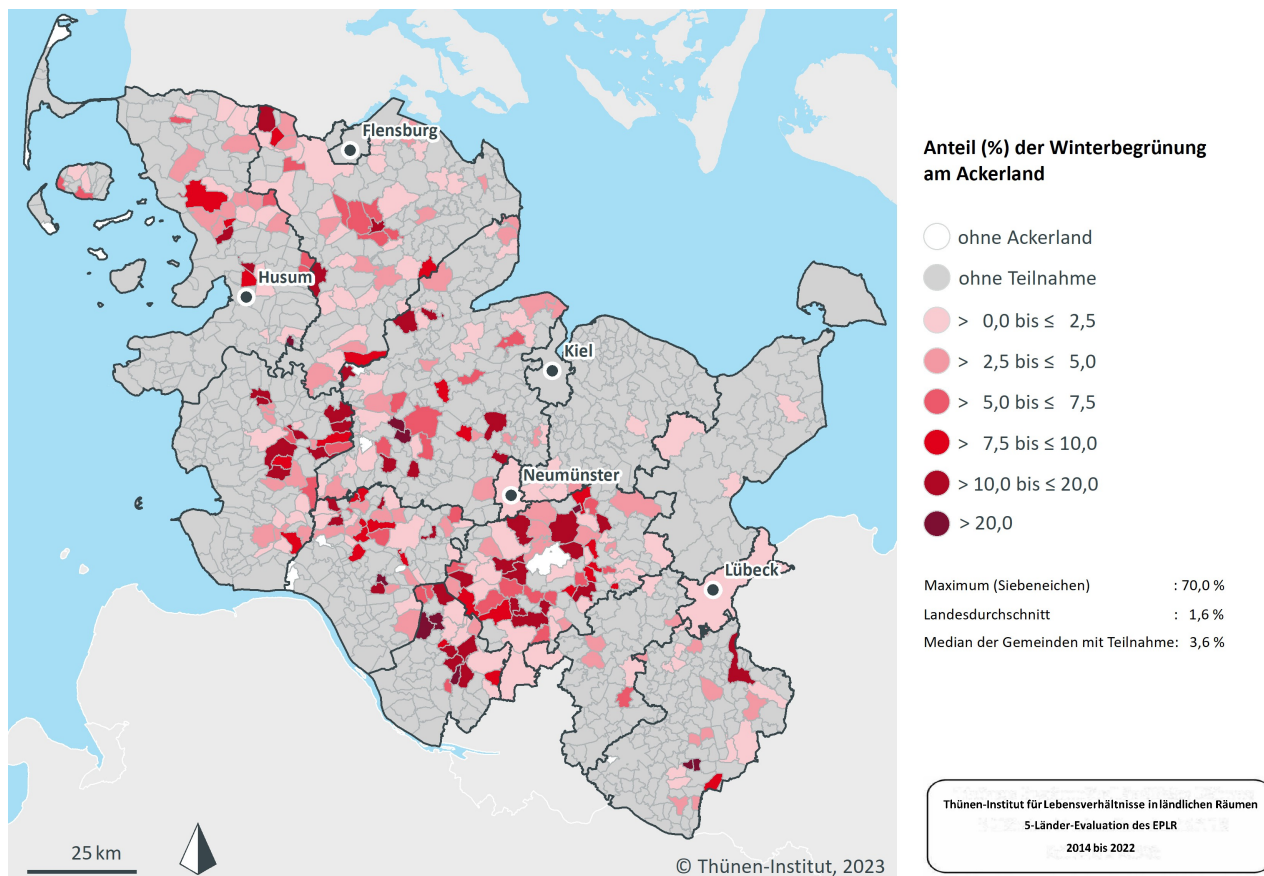 Flensburg
Husum
Kiel
Neumünster
Lübeck
25 km
© Thünen-Institut, 2023
Anteil (%) der Winterbegrünung
am Ackerland
ohne Ackerland
ohne Teilnahme
> 0,0 bis ≤ 2,5
> 2,5 bis ≤ 5,0
> 5,0 bis ≤ 7,5
> 7,5 bis ≤ 10,0
> 10,0 bis ≤ 20,0
> 20,0
Maximum (Siebeneichen) : 70,0 %
Landesdurchschnitt : 1,6 %
Median der Gemeinden mit Teilnahme: 3,6 %
Thünen-Institut für Lebensverhältnisse in ländlichen Räumen
5-Länder-Evaluation des EPLR
2014 bis 2022